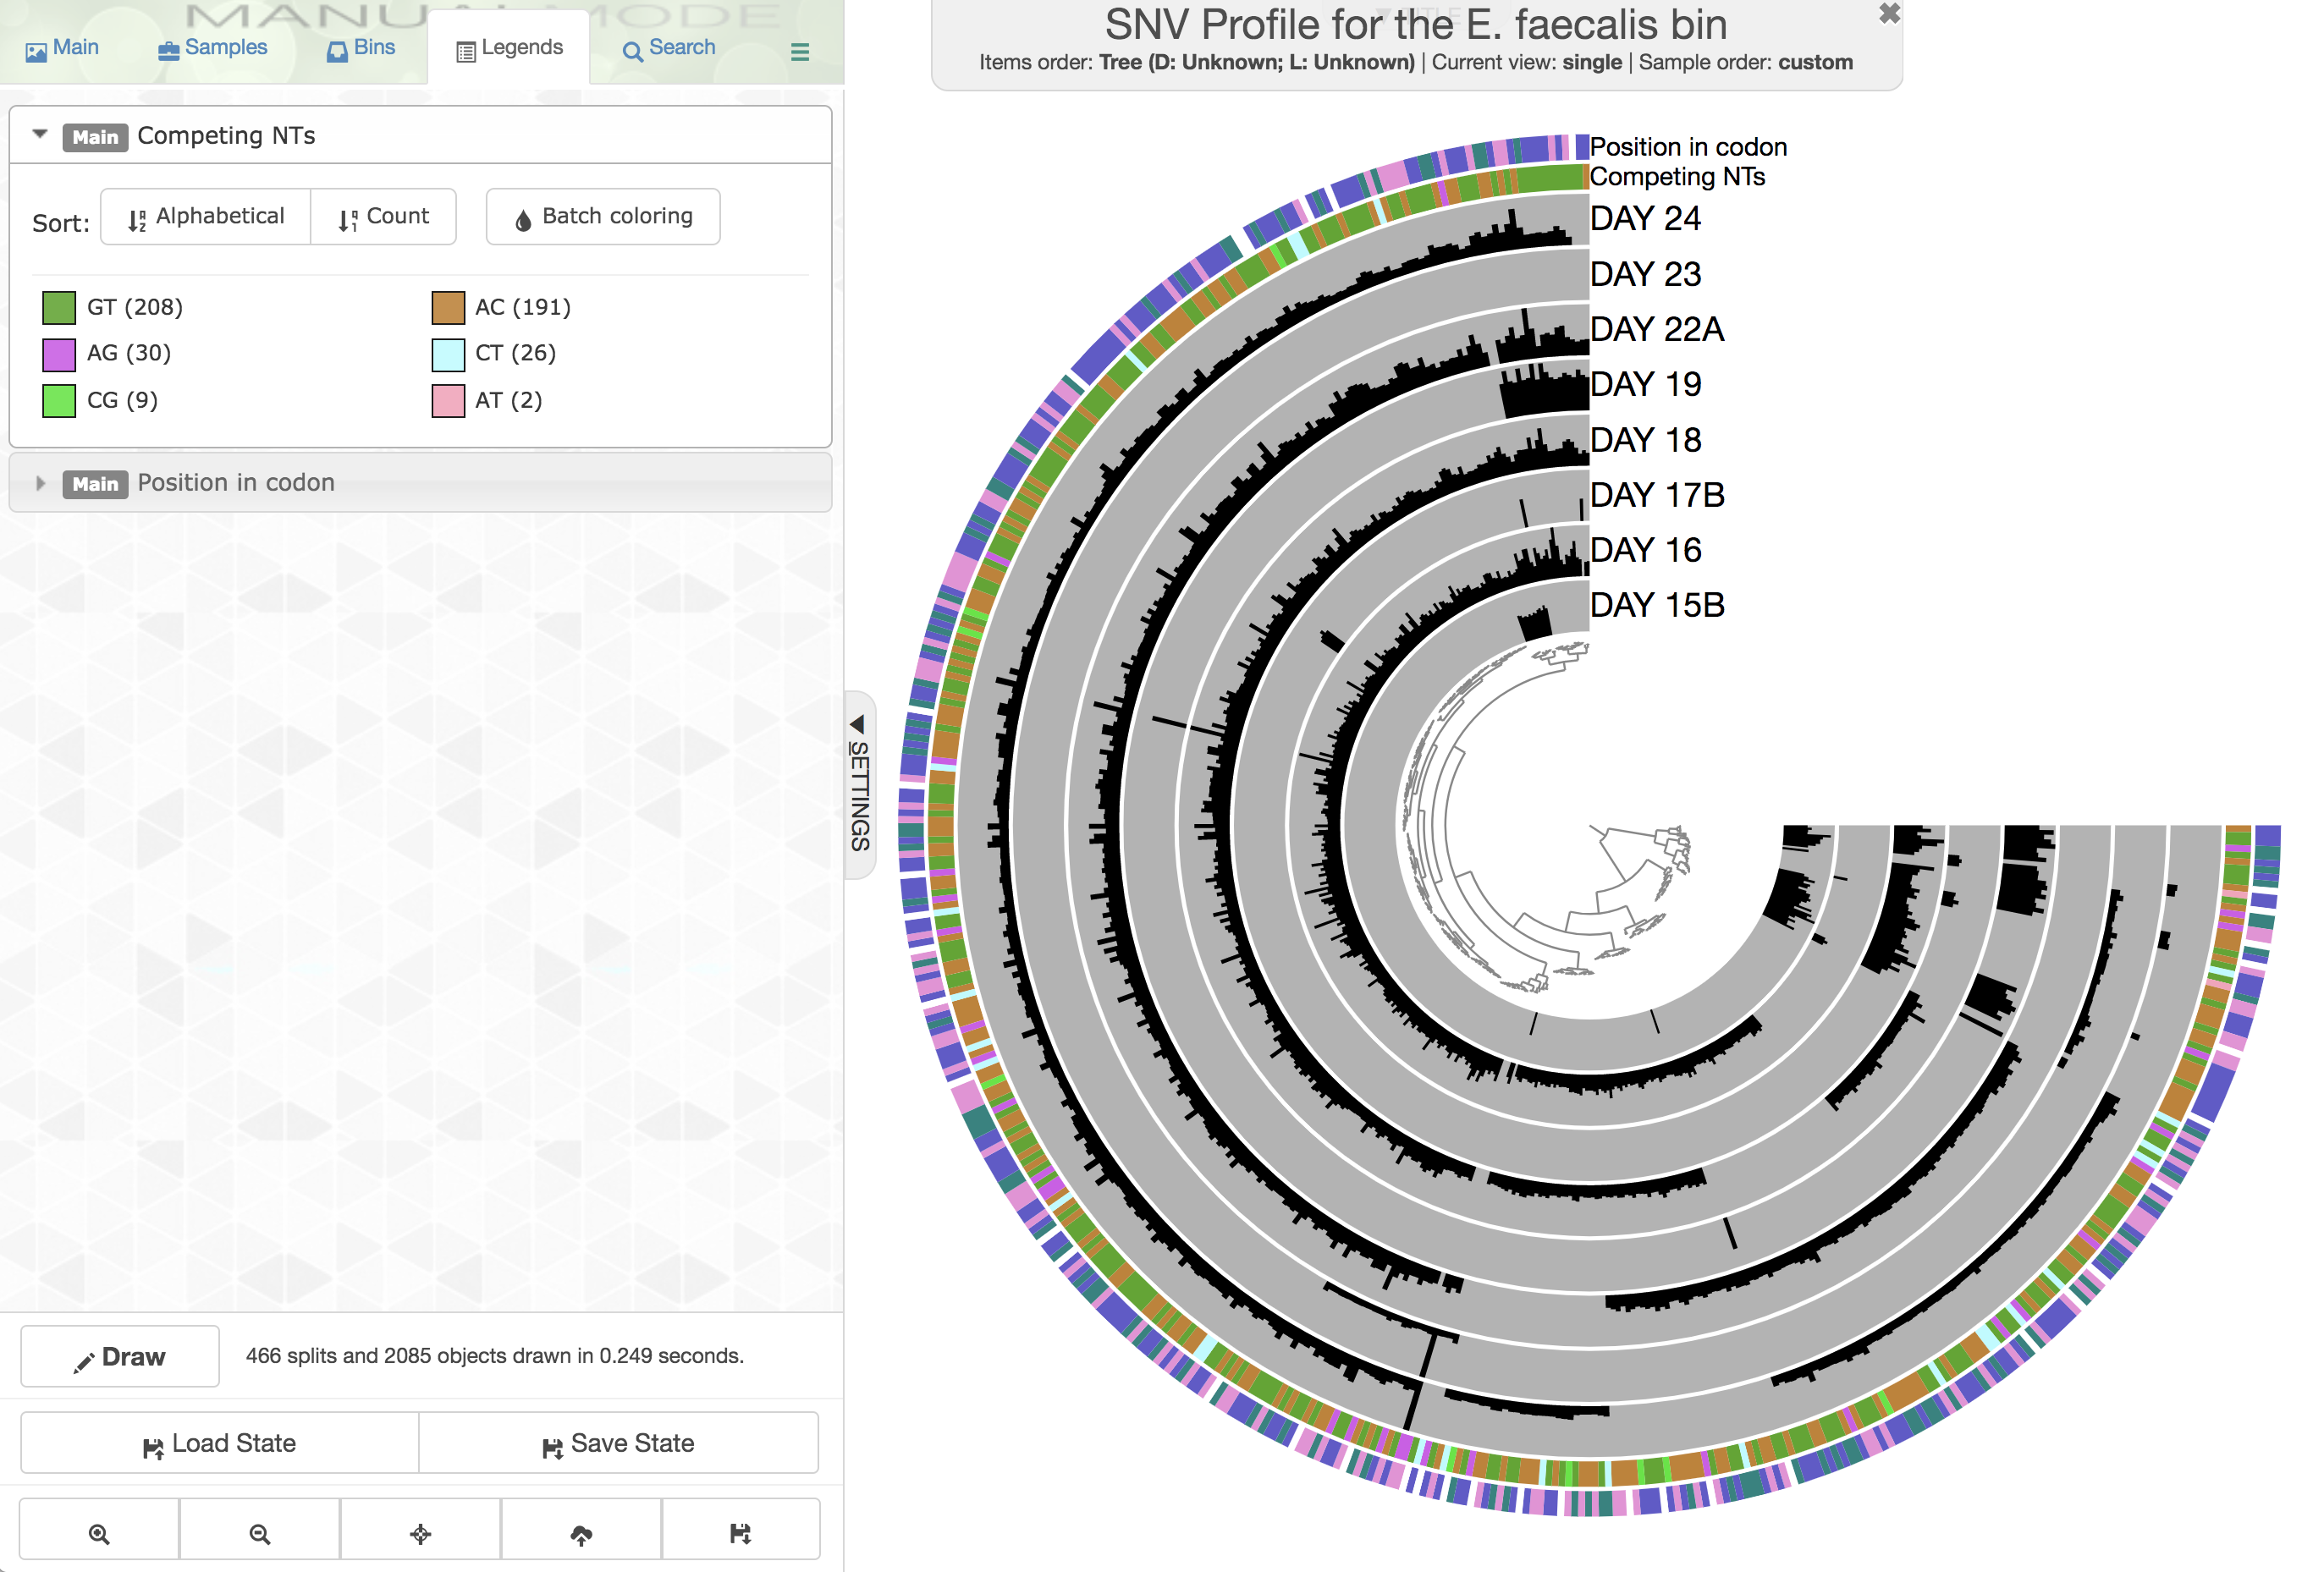 MANUAL MODE
Main
Samples
Bins
Legends
Search
Main Competing NTs
Sort:
Alphabetical
Count
Batch coloring
GT (208)
AC (191)
AG (30)
CT (26)
CG (9)
AT (2)
Main Position in codon
Draw
466 splits and 2085 objects drawn in 0.249 seconds.
Load State
Save State
SETTINGS
TITLE
SNV Profile for the E. faecalis bin
Items order: Tree (D: Unknown; L: Unknown) | Current view: single | Sample order: custom
Position in codon
Competing NTs
DAY 24
DAY 23
DAY 22A
DAY 19
DAY 18
DAY 17B
DAY 16
DAY 15B